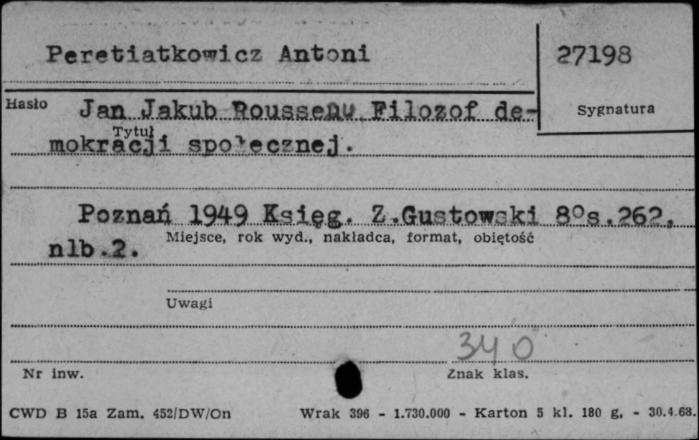 Peretiatkowicz Antoni
27198
Hasło
Jan Jakub Rousseau Filozof de-
Sygnatura
Tytuł
mokracji społecznej.
Poznań 1949 Księg. Z.Gustowski 8°s.262,
Miejsce, rok wyd., nakładca, format, objętość
nlb.2.
Uwagi
340
Nr inw.
Znak klas.
CWD B 15a Zam. 452/DW/On Wrak 396 - 1.730.000 - Karton 5 kl. 180 g, - 30.4.68.